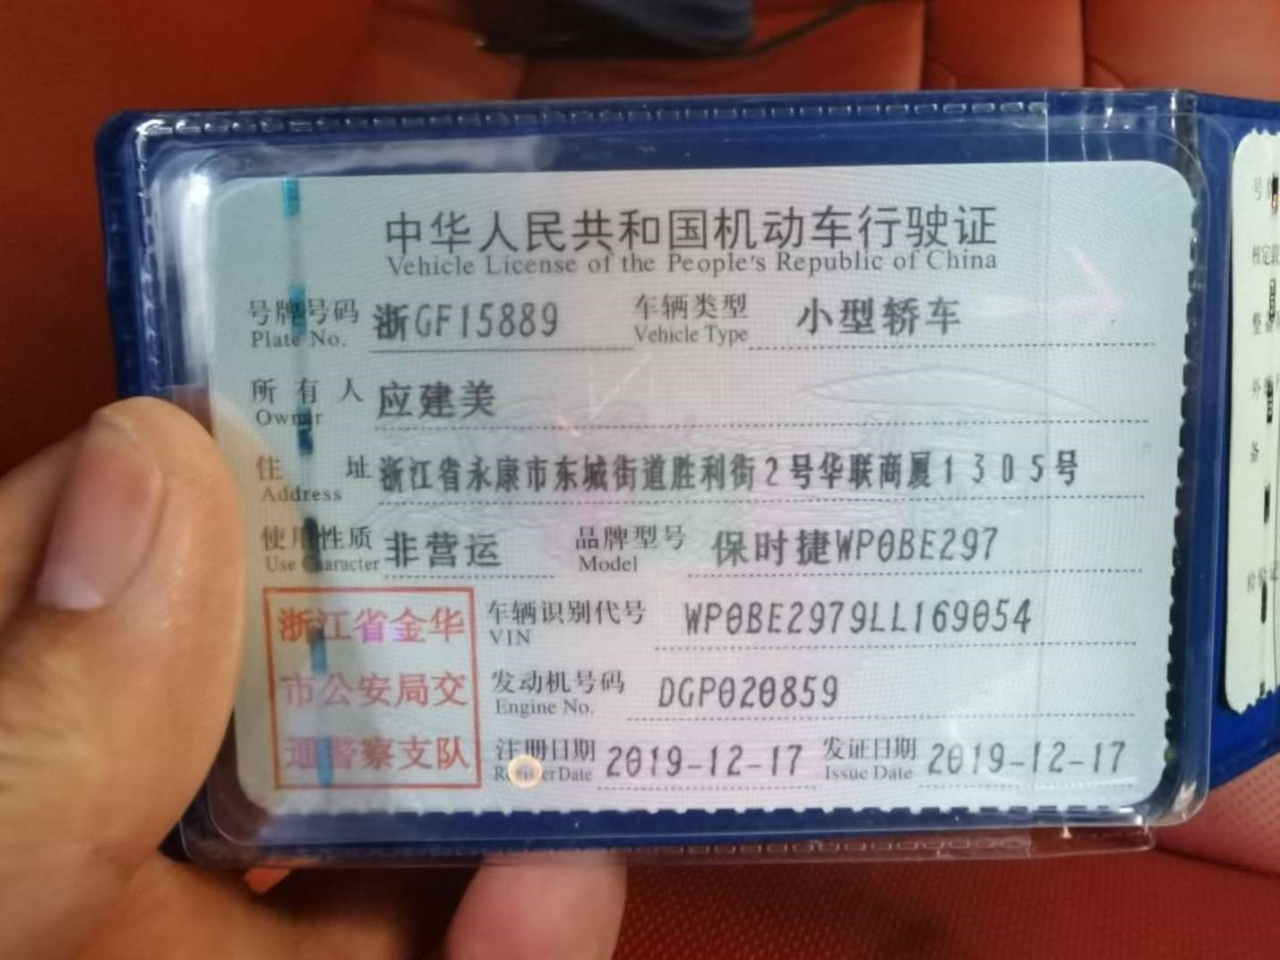 中华人民共和国机动车行驶证
Vehicle License of the People's Republic of China
号牌号码 浙GF15889 车辆类型 小型轿车
Plate No. Vehicle Type
所有人 应建美
Owner
住址 浙江省永康市东城街道胜利街2号华联商厦1305号
Address
使用性质 非营运 品牌型号 保时捷WP0BE297
Use Character Model
浙江省金华
市公安局交
通警察支队
车辆识别代号 WP0BE2979LL169054
VIN
发动机号码 DGP020859
Engine No.
注册日期 2019-12-17 发证日期 2019-12-17
Register Date Issue Date
号
核定
整
外
备